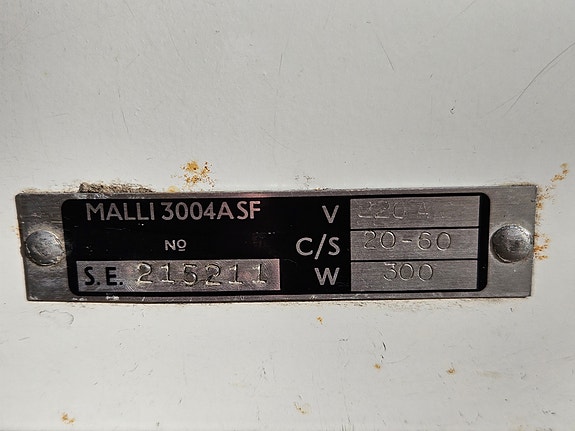 MALLI 3004ASF
V 220 A
No
C/S 20-60
S.E. 215211
W 300